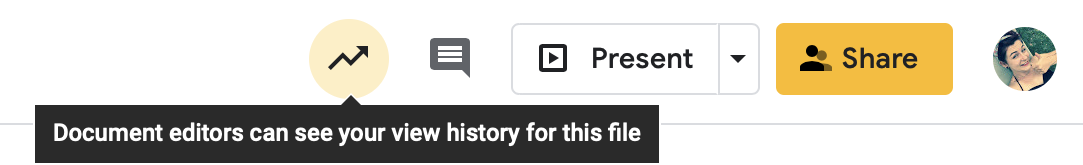 Present
Share
Document editors can see your view history for this file